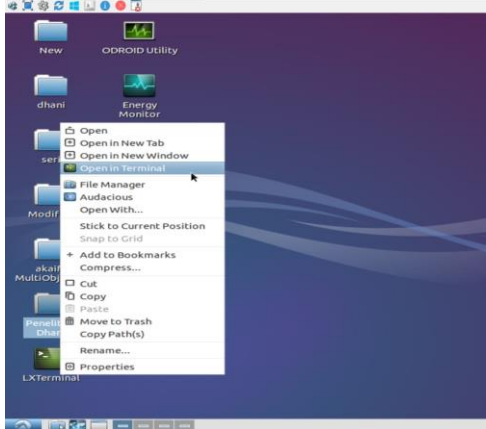 New
ODROID Utility
dhani
Energy
Monitor
Open
Open in New Tab
Open in New Window
Open in Terminal
File Manager
Audacious
Open With...
Stick to Current Position
Snap to Grid
Add to Bookmarks
Compress...
Cut
Copy
Paste
Move to Trash
Copy Path(s)
Rename...
Properties
LXTerminal